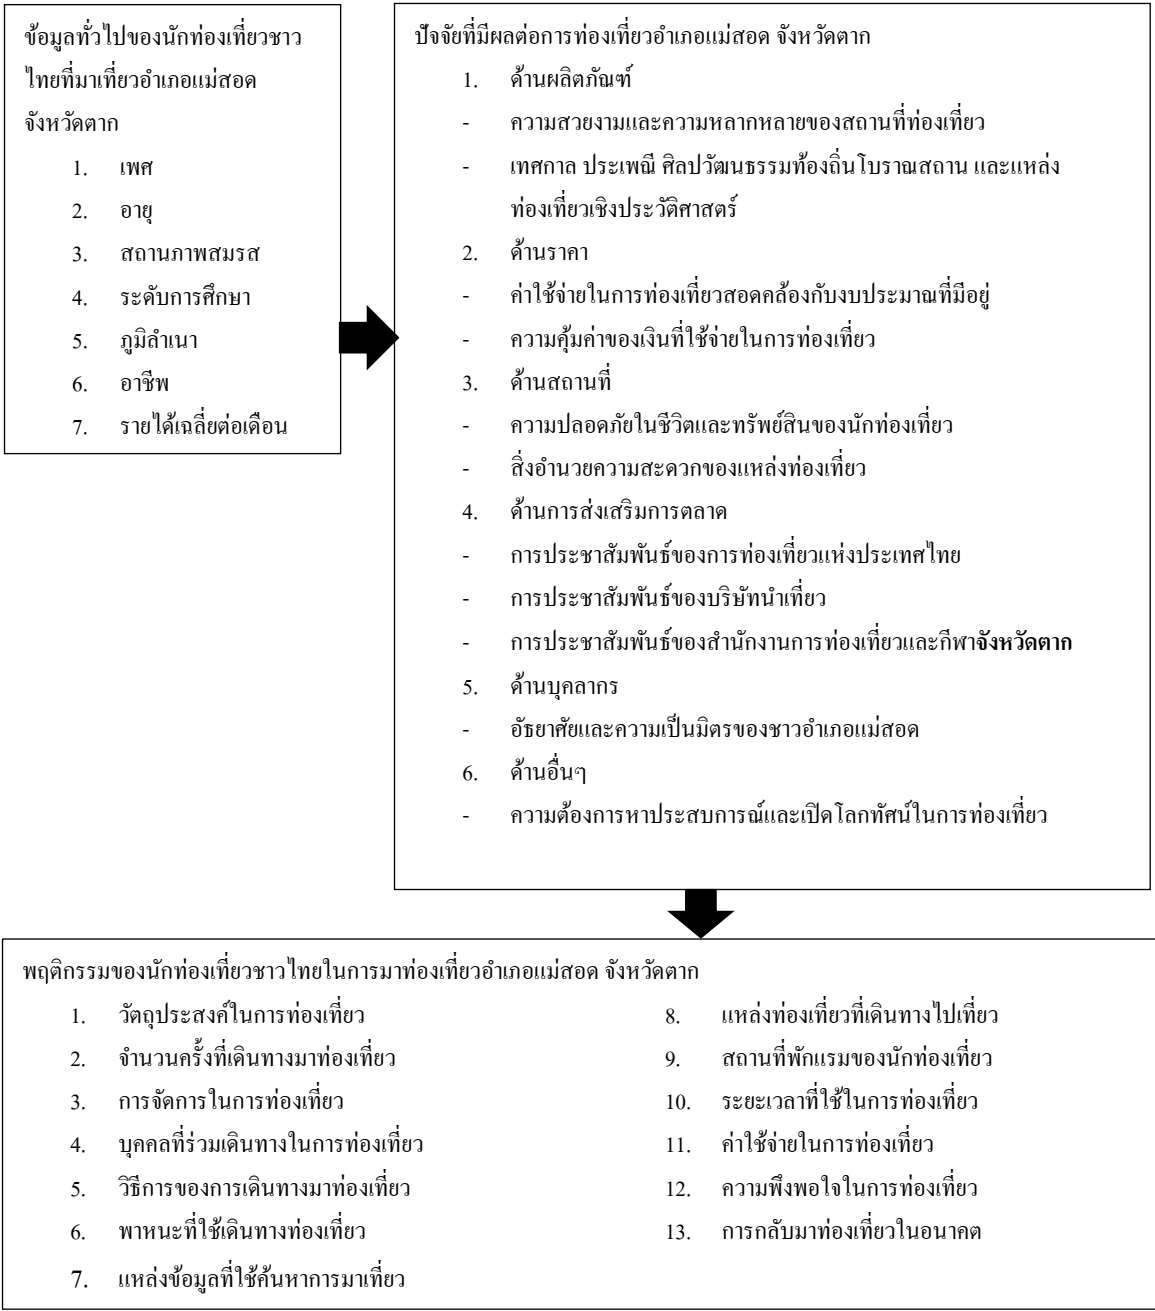 ข้อมูลทั่วไปของนักท่องเที่ยวชาว
ไทยที่มาเที่ยวอำเภอแม่สอด
จังหวัดตาก
1. เพศ
2. อายุ
3. สถานภาพสมรส
4. ระดับการศึกษา
5. ภูมิลำเนา
6. อาชีพ
7. รายได้เฉลี่ยต่อเดือน
ปัจจัยที่มีผลต่อการท่องเที่ยวอำเภอแม่สอด จังหวัดตาก
1. ด้านผลิตภัณฑ์
- ความสวยงามและความหลากหลายของสถานที่ท่องเที่ยว
- เทศกาล ประเพณี ศิลปวัฒนธรรมท้องถิ่นโบราณสถาน และแหล่ง
ท่องเที่ยวเชิงประวัติศาสตร์
2. ด้านราคา
- ค่าใช้จ่ายในการท่องเที่ยวสอดคล้องกับงบประมาณที่มีอยู่
- ความคุ้มค่าของเงินที่ใช้จ่ายในการท่องเที่ยว
3. ด้านสถานที่
- ความปลอดภัยในชีวิตและทรัพย์สินของนักท่องเที่ยว
- สิ่งอำนวยความสะดวกของแหล่งท่องเที่ยว
4. ด้านการส่งเสริมการตลาด
- การประชาสัมพันธ์ของการท่องเที่ยวแห่งประเทศไทย
- การประชาสัมพันธ์ของบริษัทนำเที่ยว
- การประชาสัมพันธ์ของสำนักงานการท่องเที่ยวและกีฬาจังหวัดตาก
5. ด้านบุคลากร
- อัธยาศัยและความเป็นมิตรของชาวอำเภอแม่สอด
6. ด้านอื่นๆ
- ความต้องการหาประสบการณ์และเปิดโลกทัศน์ในการท่องเที่ยว
พฤติกรรมของนักท่องเที่ยวชาวไทยในการมาท่องเที่ยวอำเภอแม่สอด จังหวัดตาก
1. วัตถุประสงค์ในการท่องเที่ยว
2. จำนวนครั้งที่เดินทางมาท่องเที่ยว
3. การจัดการในการท่องเที่ยว
4. บุคคลที่ร่วมเดินทางในการท่องเที่ยว
5. วิธีการของการเดินทางมาท่องเที่ยว
6. พาหนะที่ใช้เดินทางท่องเที่ยว
7. แหล่งข้อมูลที่ใช้ค้นหาการมาเที่ยว
8. แหล่งท่องเที่ยวที่เดินทางไปเที่ยว
9. สถานที่พักแรมของนักท่องเที่ยว
10. ระยะเวลาที่ใช้ในการท่องเที่ยว
11. ค่าใช้จ่ายในการท่องเที่ยว
12. ความพึงพอใจในการท่องเที่ยว
13. การกลับมาท่องเที่ยวในอนาคต